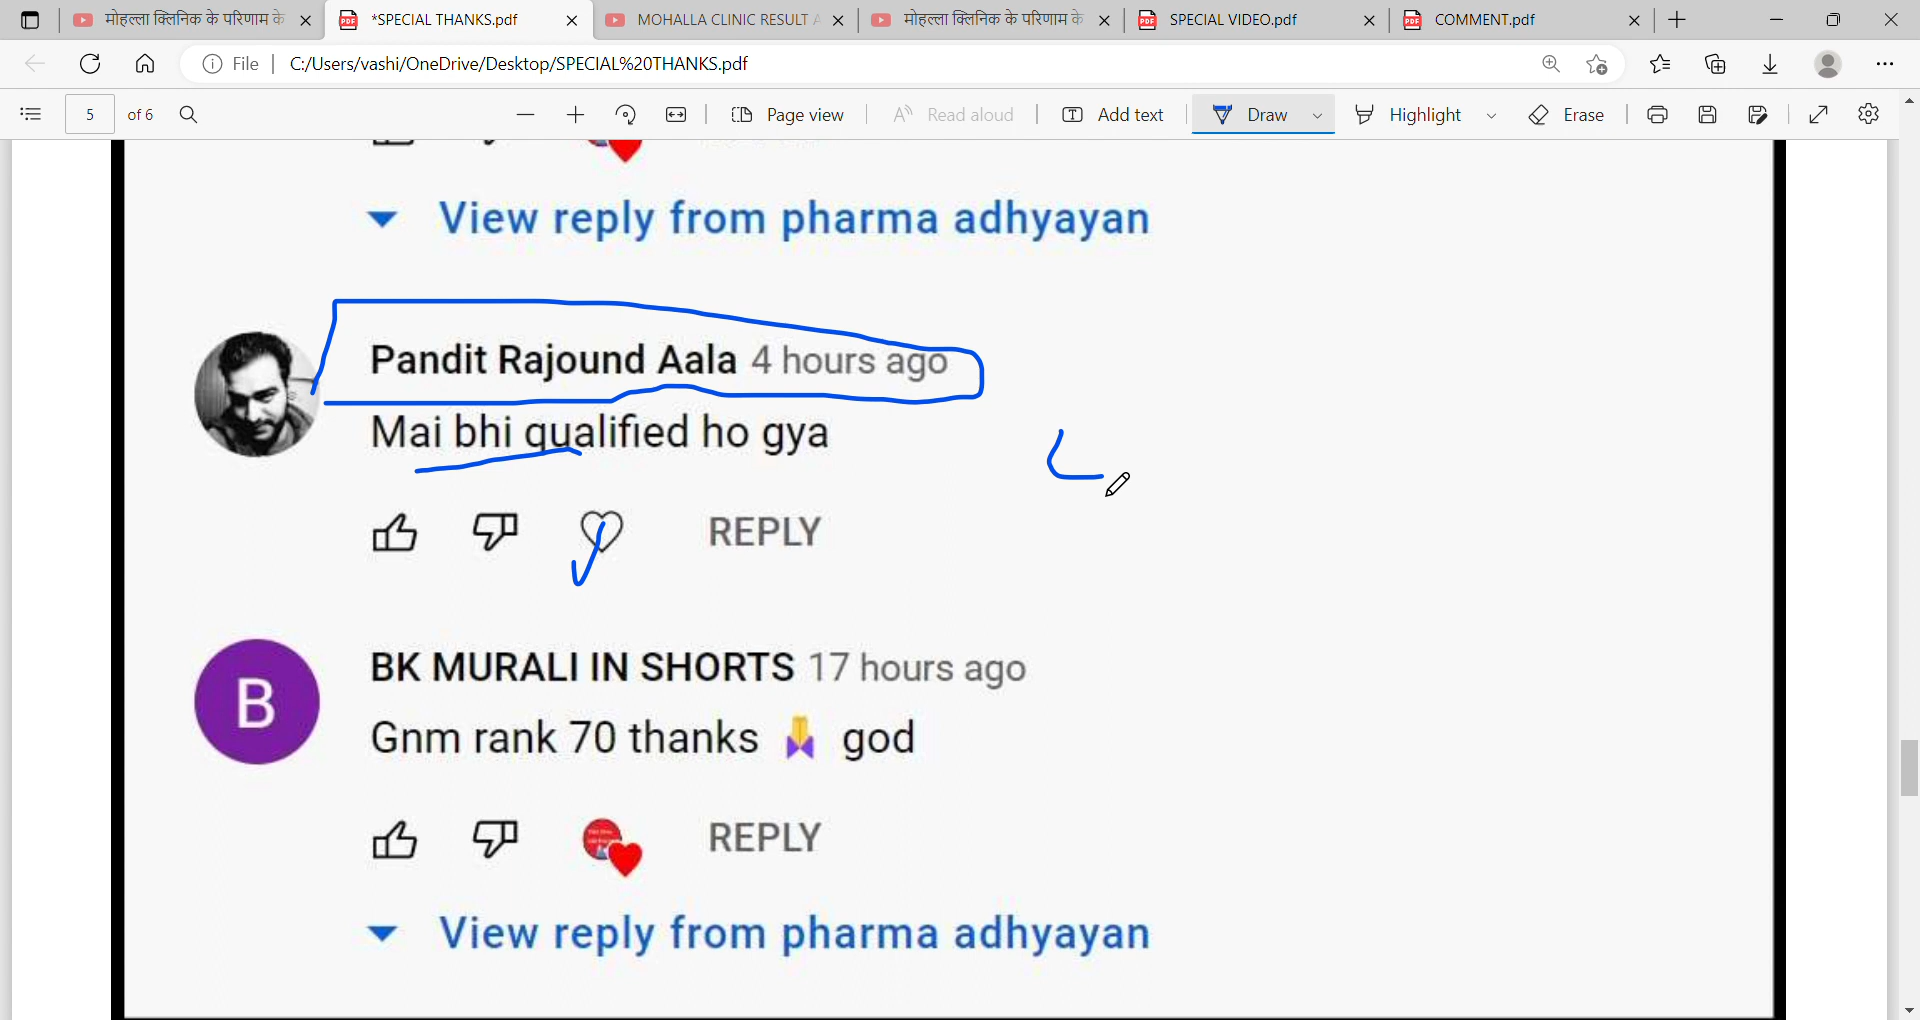 मोहल्ला क्लिनिक के परिणाम के
*SPECIAL THANKS.pdf
MOHALLA CLINIC RESULT
मोहल्ला क्लिनिक के परिणाम के
SPECIAL VIDEO.pdf
COMMENT.pdf
File
C:/Users/vashi/OneDrive/Desktop/SPECIAL%20THANKS.pdf
5 of 6
Page view
Read aloud
Add text
Draw
Highlight
Erase
View reply from pharma adhyayan
Pandit Rajound Aala 4 hours ago
Mai bhi qualified ho gya
REPLY
B
BK MURALI IN SHORTS 17 hours ago
Gnm rank 70 thanks 🙏 god
REPLY
View reply from pharma adhyayan